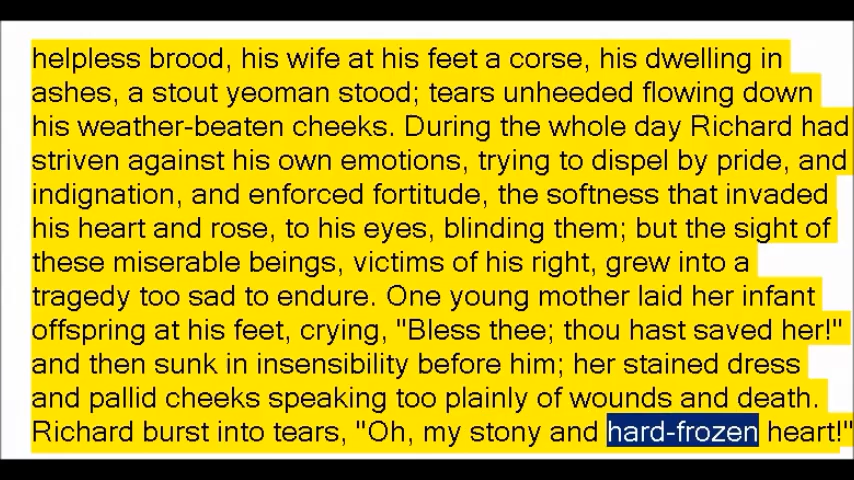 helpless brood, his wife at his feet a corse, his dwelling in
ashes, a stout yeoman stood; tears unheeded flowing down
his weather-beaten cheeks. During the whole day Richard had
striven against his own emotions, trying to dispel by pride, and
indignation, and enforced fortitude, the softness that invaded
his heart and rose, to his eyes, blinding them; but the sight of
these miserable beings, victims of his right, grew into a
tragedy too sad to endure. One young mother laid her infant
offspring at his feet, crying, "Bless thee; thou hast saved her!"
and then sunk in insensibility before him; her stained dress
and pallid cheeks speaking too plainly of wounds and death.
Richard burst into tears, "Oh, my stony and hard-frozen heart!"